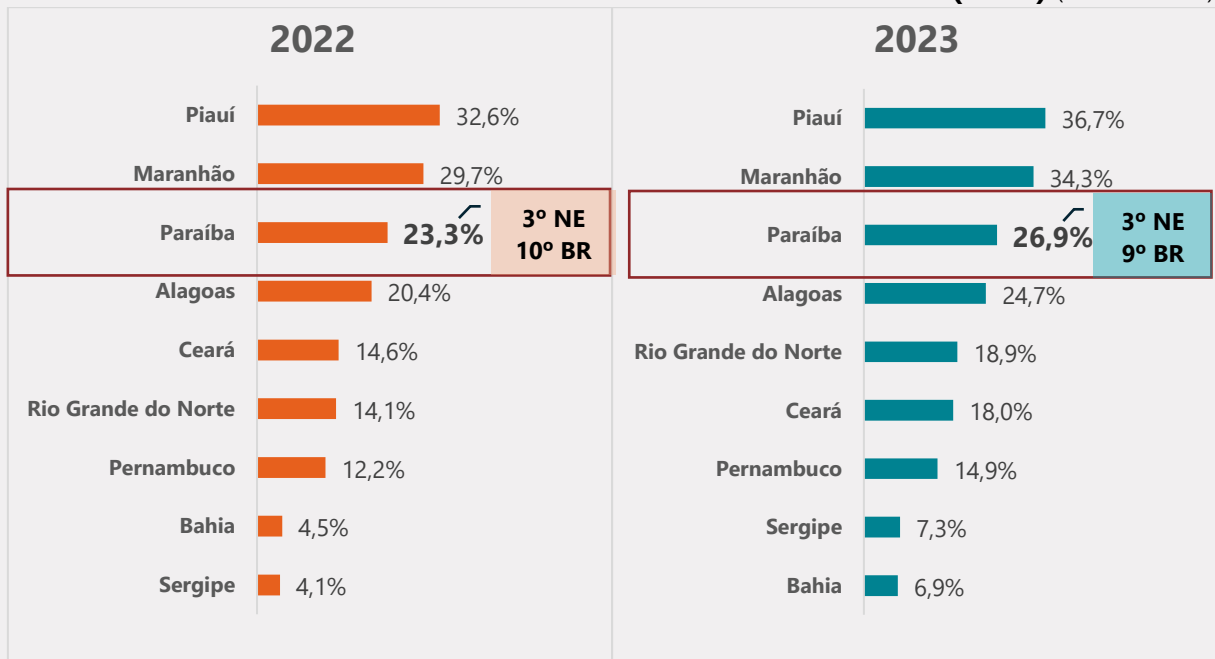 2022
Piauí 32,6%
Maranhão 29,7%
Paraíba 23,3% 3º NE
10º BR
Alagoas 20,4%
Ceará 14,6%
Rio Grande do Norte 14,1%
Pernambuco 12,2%
Bahia 4,5%
Sergipe 4,1%
2023
Piauí 36,7%
Maranhão 34,3%
Paraíba 26,9% 3º NE
9º BR
Alagoas 24,7%
Rio Grande do Norte 18,9%
Ceará 18,0%
Pernambuco 14,9%
Sergipe 7,3%
Bahia 6,9%